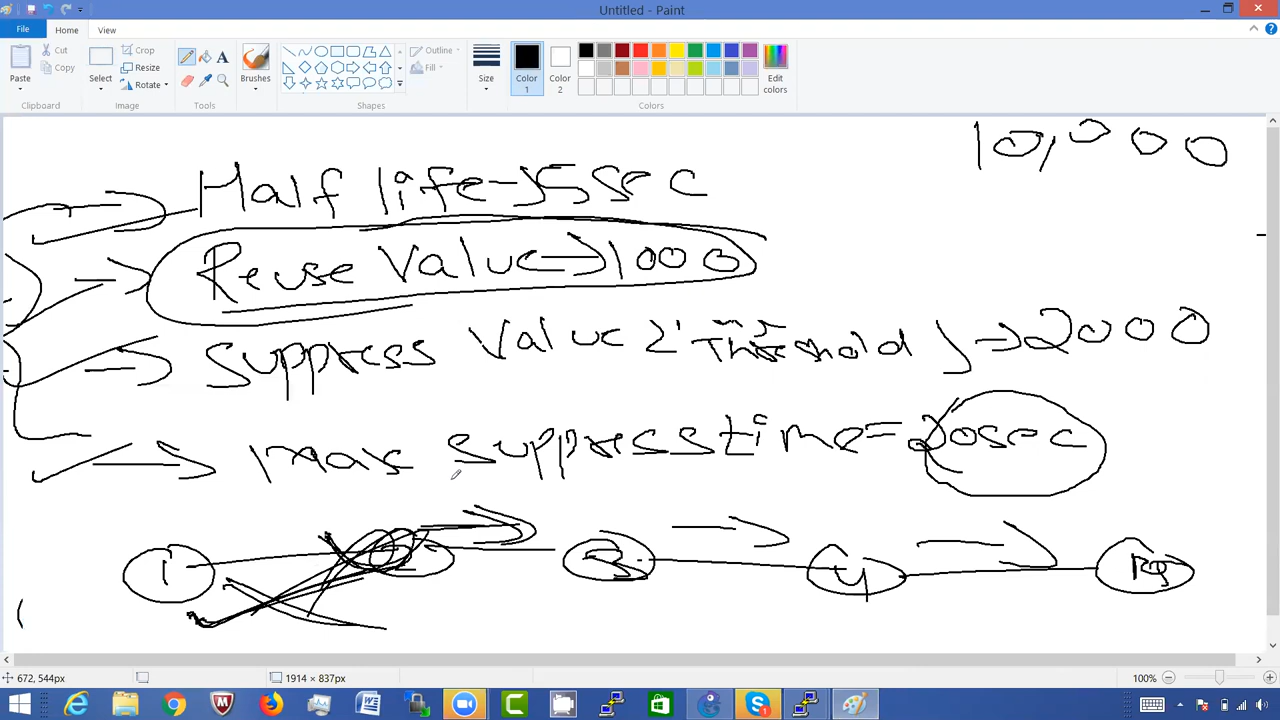 Untitled - Paint
File Home View
Paste Cut Copy Clipboard
Select Crop Resize Rotate Image
Tools
Brushes
Outline Fill Shapes
Size
Color 1 Color 2 Edit colors Colors
10,000
Half life-15sec
Reuse Value→1000
Suppress Value Threshold →2000
max suppresstime=20sec
1 3 4 R5
672, 544px 1914 × 837px 100%